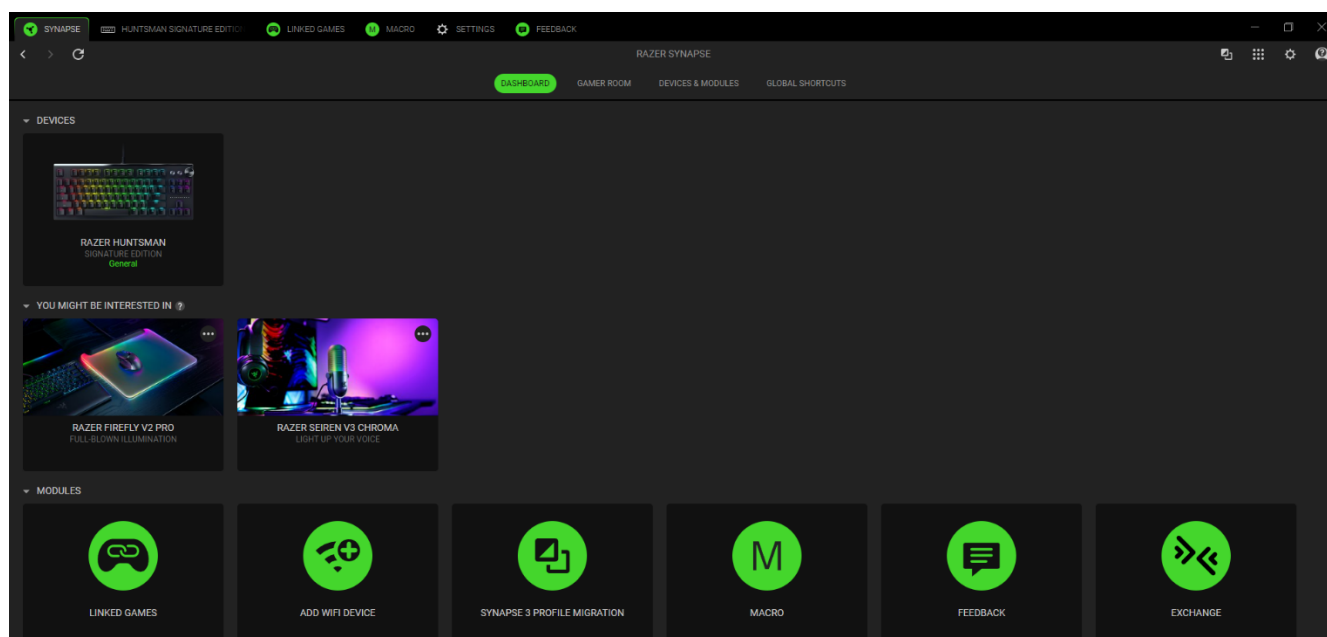 SYNAPSE
HUNTSMAN SIGNATURE EDITIO
LINKED GAMES
M MACRO
SETTINGS
FEEDBACK
RAZER SYNAPSE
DASHBOARD
GAMER ROOM
DEVICES & MODULES
GLOBAL SHORTCUTS
DEVICES
RAZER HUNTSMAN
SIGNATURE EDITION
General
YOU MIGHT BE INTERESTED IN ?
RAZER FIREFLY V2 PRO
FULL-BLOWN ILLUMINATION
RAZER SEIREN V3 CHROMA
LIGHT UP YOUR VOICE
MODULES
LINKED GAMES
ADD WIFI DEVICE
SYNAPSE 3 PROFILE MIGRATION
M
MACRO
FEEDBACK
EXCHANGE